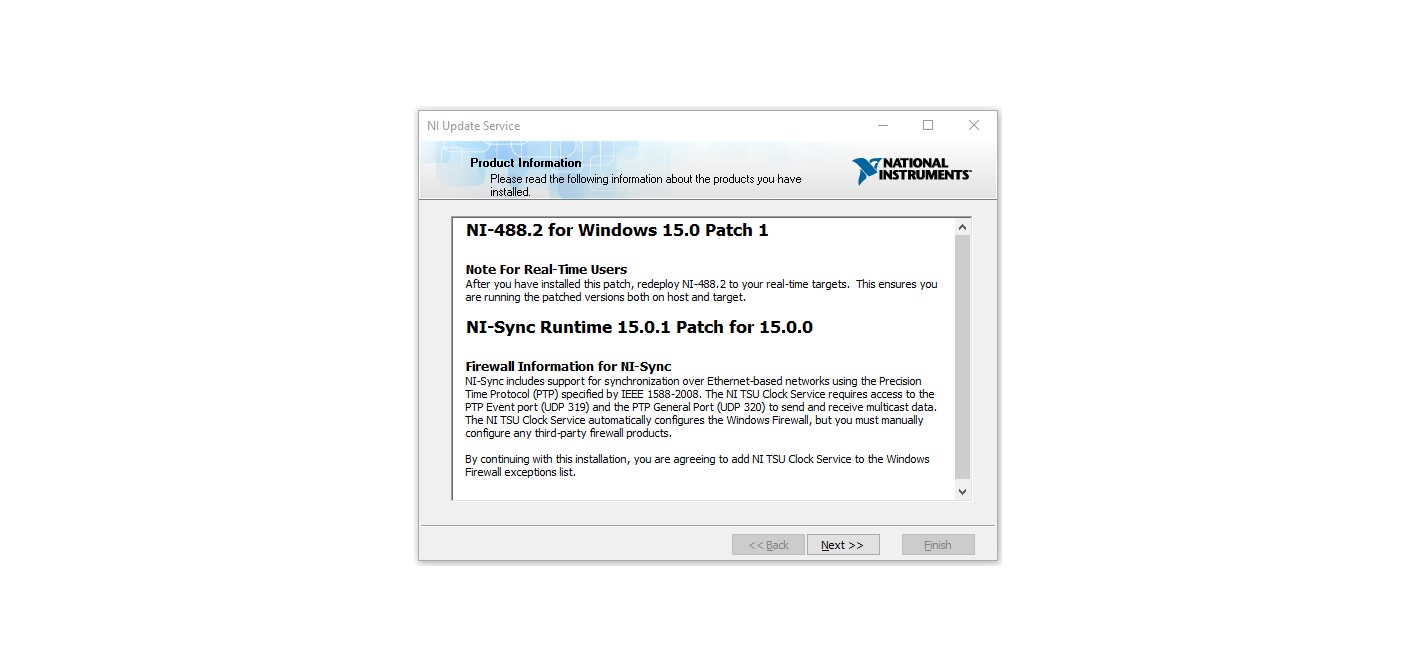 NI Update Service
Product Information
Please read the following information about the products you have
installed.
NATIONAL
INSTRUMENTS™
NI-488.2 for Windows 15.0 Patch 1
Note For Real-Time Users
After you have installed this patch, redeploy NI-488.2 to your real-time targets.  This ensures you
are running the patched versions both on host and target.
NI-Sync Runtime 15.0.1 Patch for 15.0.0
Firewall Information for NI-Sync
NI-Sync includes support for synchronization over Ethernet-based networks using the Precision
Time Protocol (PTP) specified by IEEE 1588-2008. The NI TSU Clock Service requires access to the
PTP Event port (UDP 319) and the PTP General Port (UDP 320) to send and receive multicast data.
The NI TSU Clock Service automatically configures the Windows Firewall, but you must manually
configure any third-party firewall products.
By continuing with this installation, you are agreeing to add NI TSU Clock Service to the Windows
Firewall exceptions list.
<< Back
Next >>
Finish